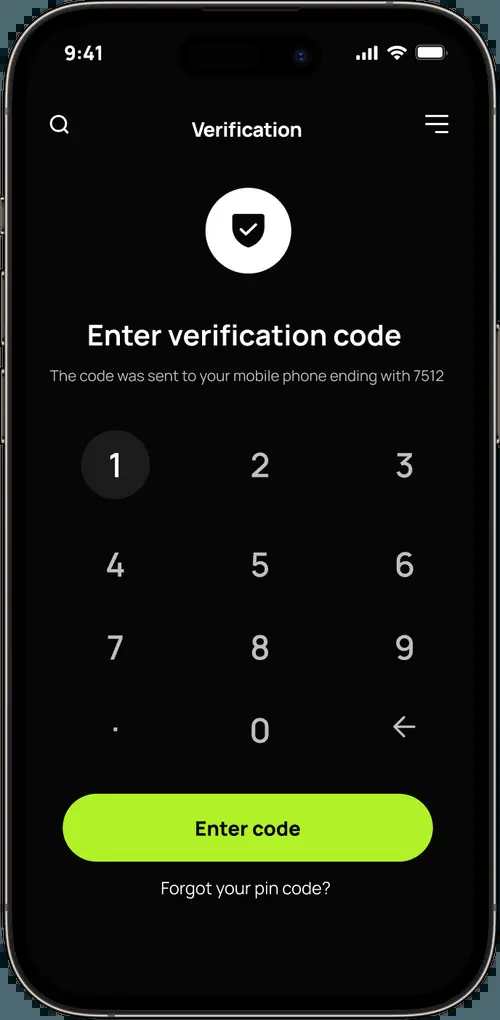 9:41
Verification
Enter verification code
The code was sent to your mobile phone ending with 7512
1 2 3
4 5 6
7 8 9
. 0
Enter code
Forgot your pin code?